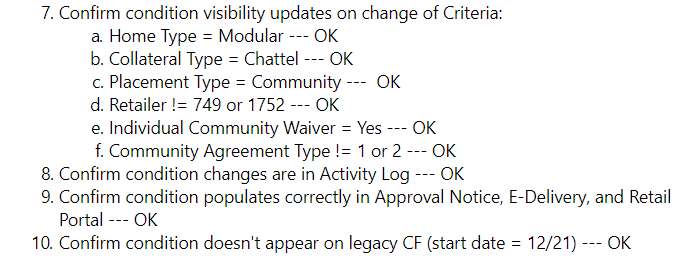 7. Confirm condition visibility updates on change of Criteria:
a. Home Type = Modular --- OK
b. Collateral Type = Chattel --- OK
c. Placement Type = Community --- OK
d. Retailer != 749 or 1752 --- OK
e. Individual Community Waiver = Yes --- OK
f. Community Agreement Type != 1 or 2 --- OK
8. Confirm condition changes are in Activity Log --- OK
9. Confirm condition populates correctly in Approval Notice, E-Delivery, and Retail
Portal --- OK
10. Confirm condition doesn't appear on legacy CF (start date = 12/21) --- OK